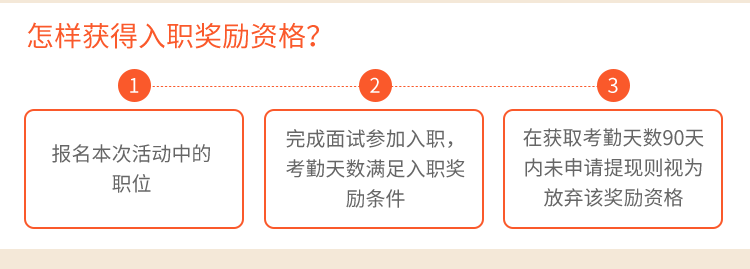 怎样获得入职奖励资格？
1
2
3
报名本次活动中的
职位
完成面试参加入职，
考勤天数满足入职奖
励条件
在获取考勤天数90天
内未申请提现则视为
放弃该奖励资格